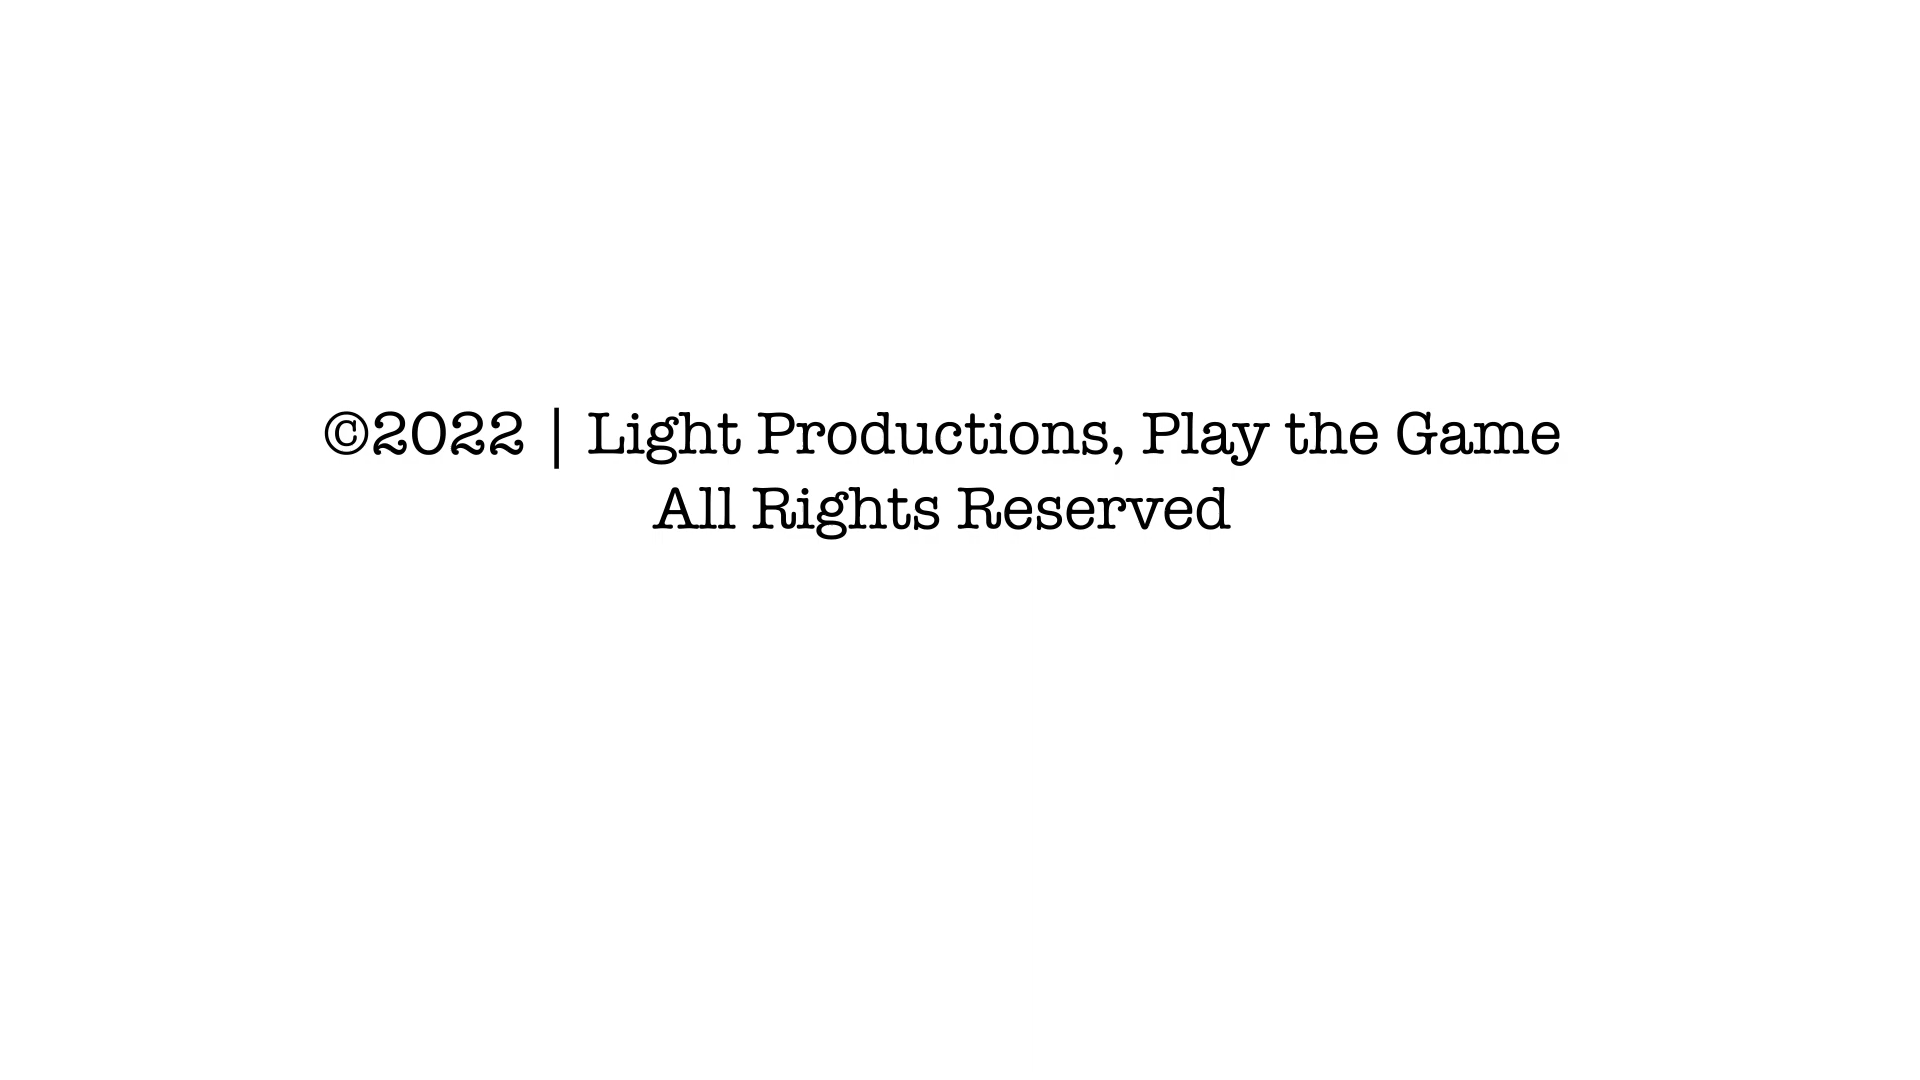 ©2022 | Light Productions, Play the Game
All Rights Reserved